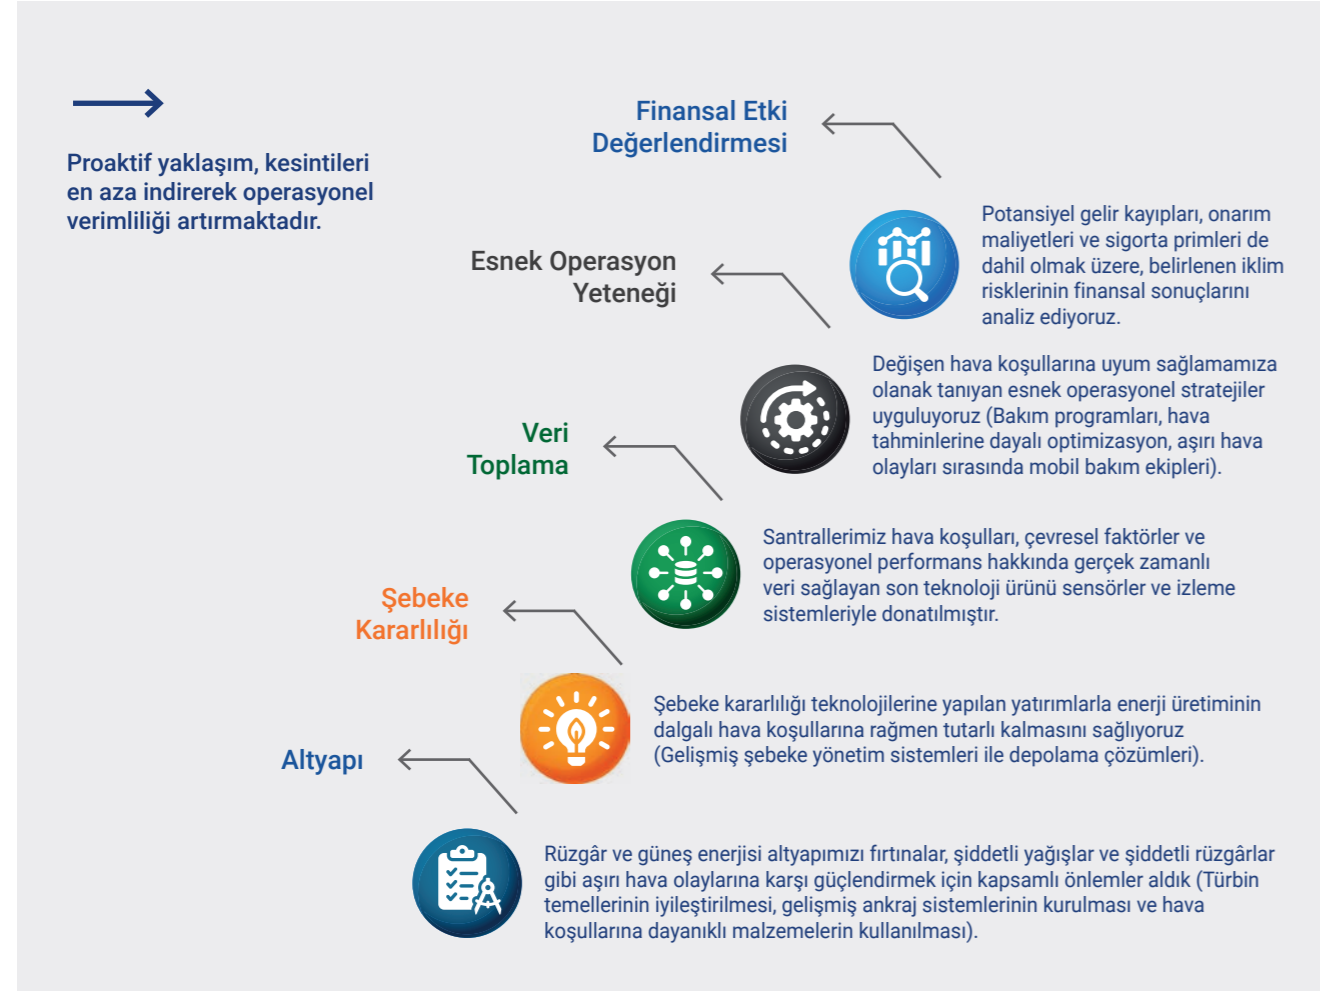 Proaktif yaklaşım, kesintileri
en aza indirerek operasyonel
verimliliği artırmaktadır.
Finansal Etki
Değerlendirmesi
Potansiyel gelir kayıpları, onarım
maliyetleri ve sigorta primleri de
dahil olmak üzere, belirlenen iklim
risklerinin finansal sonuçlarını
analiz ediyoruz.
Esnek Operasyon
Yeteneği
Değişen hava koşullarına uyum sağlamamıza
olanak tanıyan esnek operasyonel stratejiler
uyguluyoruz (Bakım programları, hava
tahminlerine dayalı optimizasyon, aşırı hava
olayları sırasında mobil bakım ekipleri).
Veri
Toplama
Santrallerimiz hava koşulları, çevresel faktörler ve
operasyonel performans hakkında gerçek zamanlı
veri sağlayan son teknoloji ürünü sensörler ve izleme
sistemleriyle donatılmıştır.
Şebeke
Kararlılığı
Şebeke kararlılığı teknolojilerine yapılan yatırımlarla enerji üretiminin
dalgalı hava koşullarına rağmen tutarlı kalmasını sağlıyoruz
(Gelişmiş şebeke yönetim sistemleri ile depolama çözümleri).
Altyapı
Rüzgâr ve güneş enerjisi altyapımızı fırtınalar, şiddetli yağışlar ve şiddetli rüzgârlar
gibi aşırı hava olaylarına karşı güçlendirmek için kapsamlı önlemler aldık (Türbin
temellerinin iyileştirilmesi, gelişmiş ankraj sistemlerinin kurulması ve hava
koşullarına dayanıklı malzemelerin kullanılması).